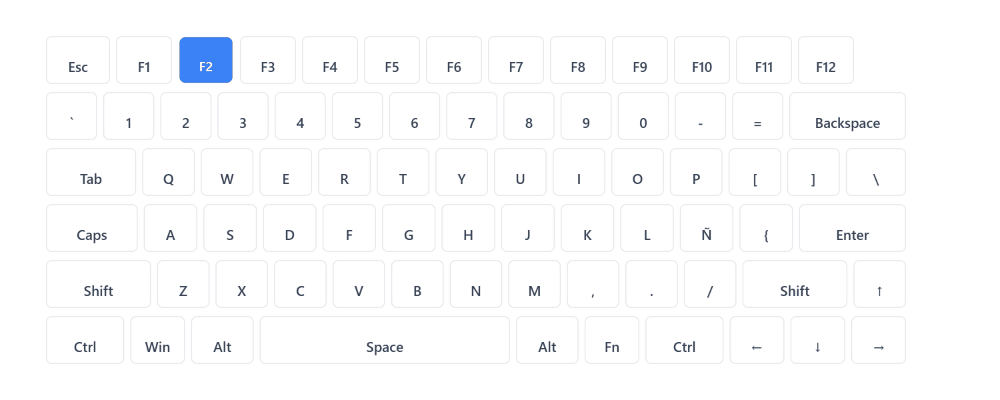 Esc F1 F2 F3 F4 F5 F6 F7 F8 F9 F10 F11 F12
` 1 2 3 4 5 6 7 8 9 0 - = Backspace
Tab Q W E R T Y U I O P [ ] \
Caps A S D F G H J K L Ñ { Enter
Shift Z X C V B N M , . / Shift ↑
Ctrl Win Alt Space Alt Fn Ctrl ← ↓ →